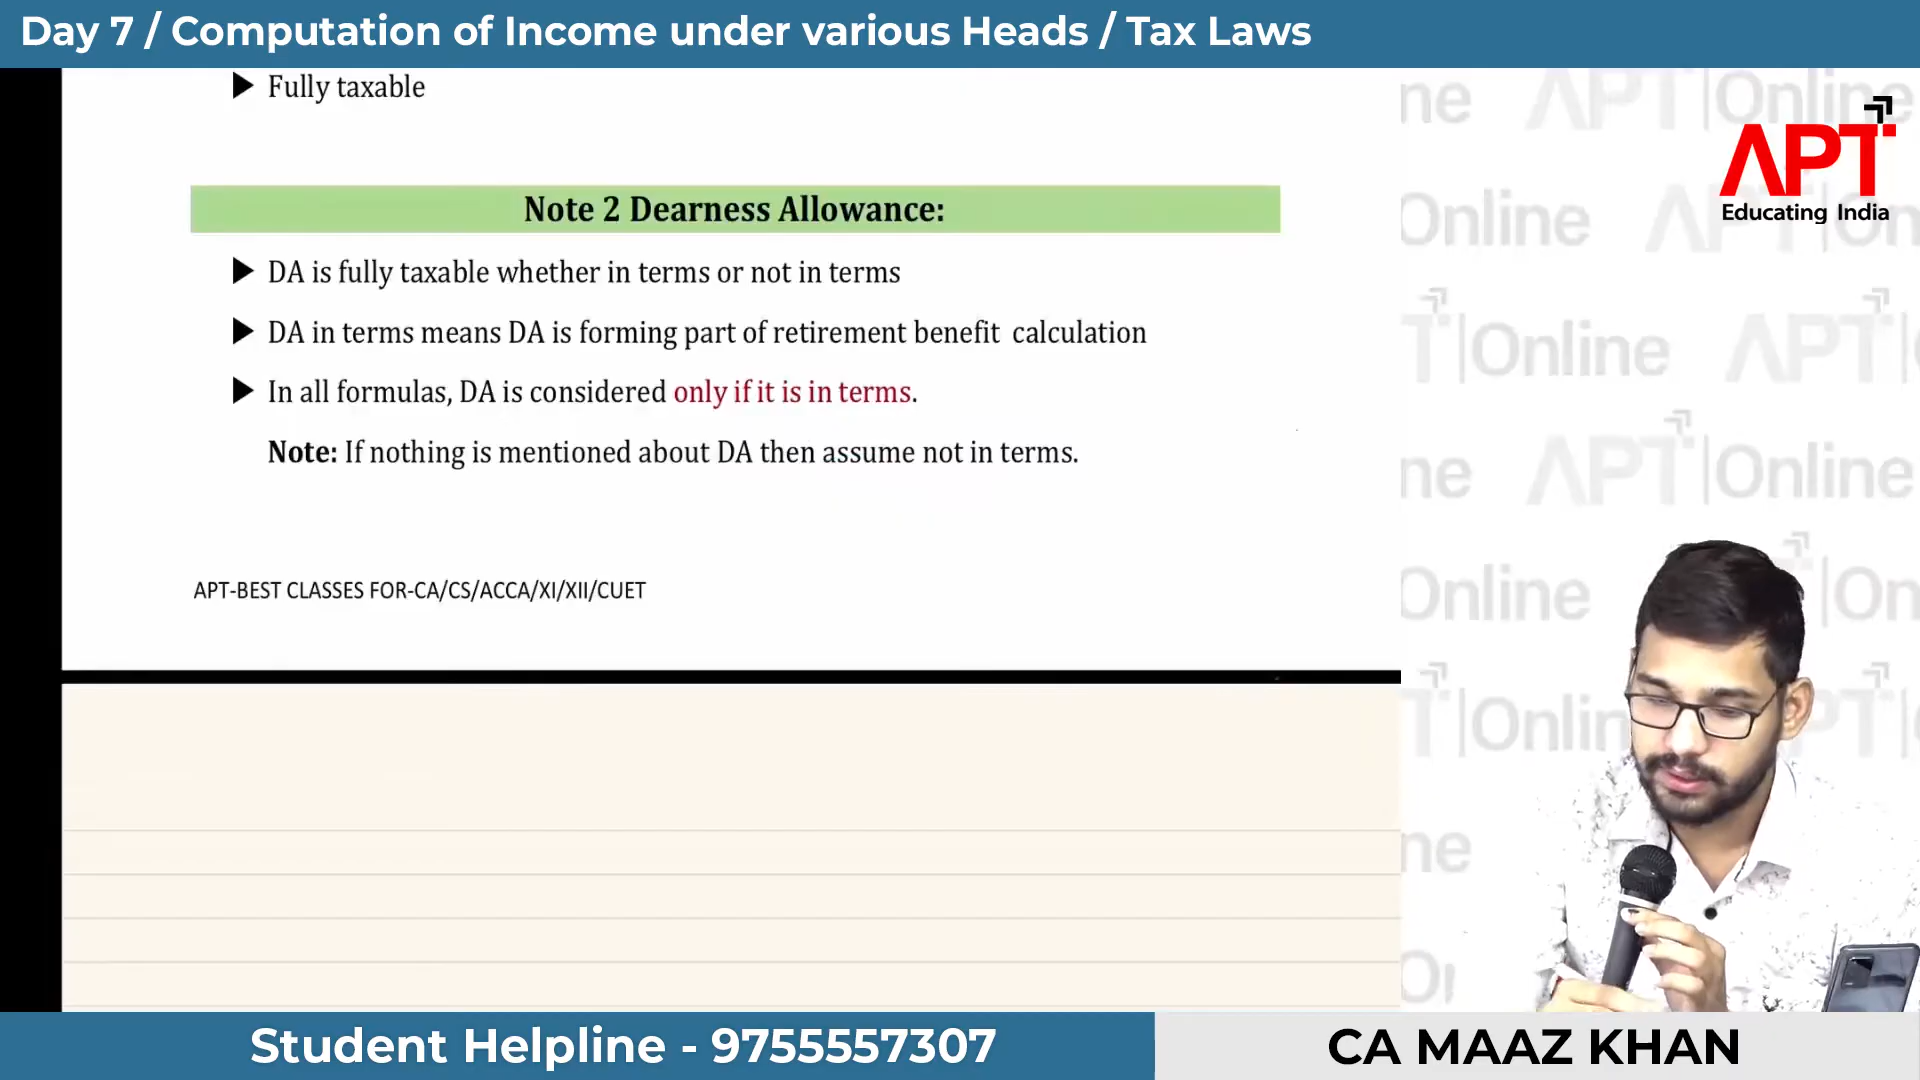 Day 7 / Computation of Income under various Heads / Tax Laws
▶ Fully taxable
APT
Educating India
Note 2 Dearness Allowance:
▶ DA is fully taxable whether in terms or not in terms
▶ DA in terms means DA is forming part of retirement benefit calculation
▶ In all formulas, DA is considered only if it is in terms.
Note: If nothing is mentioned about DA then assume not in terms.
APT-BEST CLASSES FOR-CA/CS/ACCA/XI/XII/CUET
APT|Online
Student Helpline - 9755557307
CA MAAZ KHAN